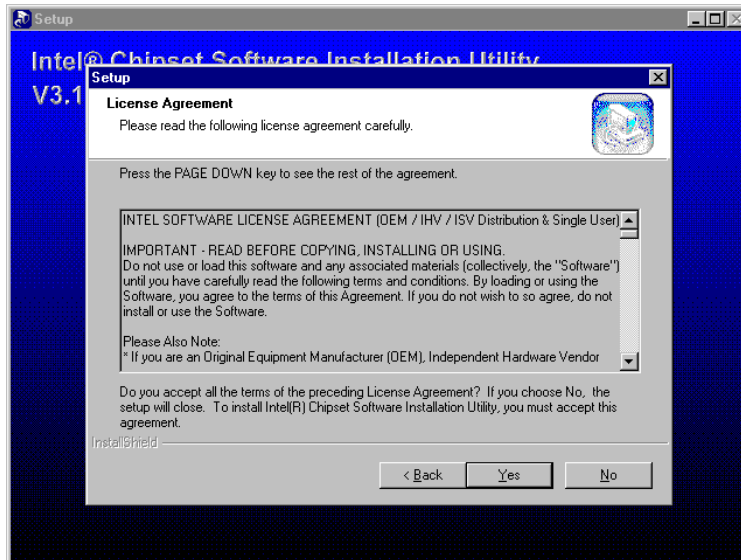 Setup
Intel® Chipset Software Installation Utility
V3.1
Setup
License Agreement
Please read the following license agreement carefully.
Press the PAGE DOWN key to see the rest of the agreement.
INTEL SOFTWARE LICENSE AGREEMENT (OEM / IHV / ISV Distribution & Single User)
IMPORTANT - READ BEFORE COPYING, INSTALLING OR USING.
Do not use or load this software and any associated materials (collectively, the "Software")
until you have carefully read the following terms and conditions. By loading or using the
Software, you agree to the terms of this Agreement. If you do not wish to so agree, do not
install or use the Software.
Please Also Note:
* If you are an Original Equipment Manufacturer (OEM), Independent Hardware Vendor
Do you accept all the terms of the preceding License Agreement? If you choose No, the
setup will close. To install Intel(R) Chipset Software Installation Utility, you must accept this
agreement.
InstallShield
< Back
Yes
No